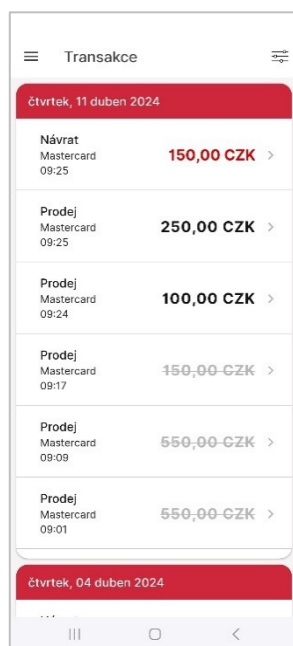 Transakce
čtvrtek, 11 duben 2024
Návrat
Mastercard
150,00 CZK
09:25
Prodej
Mastercard
250,00 CZK
09:25
Prodej
Mastercard
100,00 CZK
09:24
Prodej
Mastercard
150,00 CZK
09:17
Prodej
Mastercard
550,00 CZK
09:09
Prodej
Mastercard
550,00 CZK
09:01
čtvrtek, 04 duben 2024